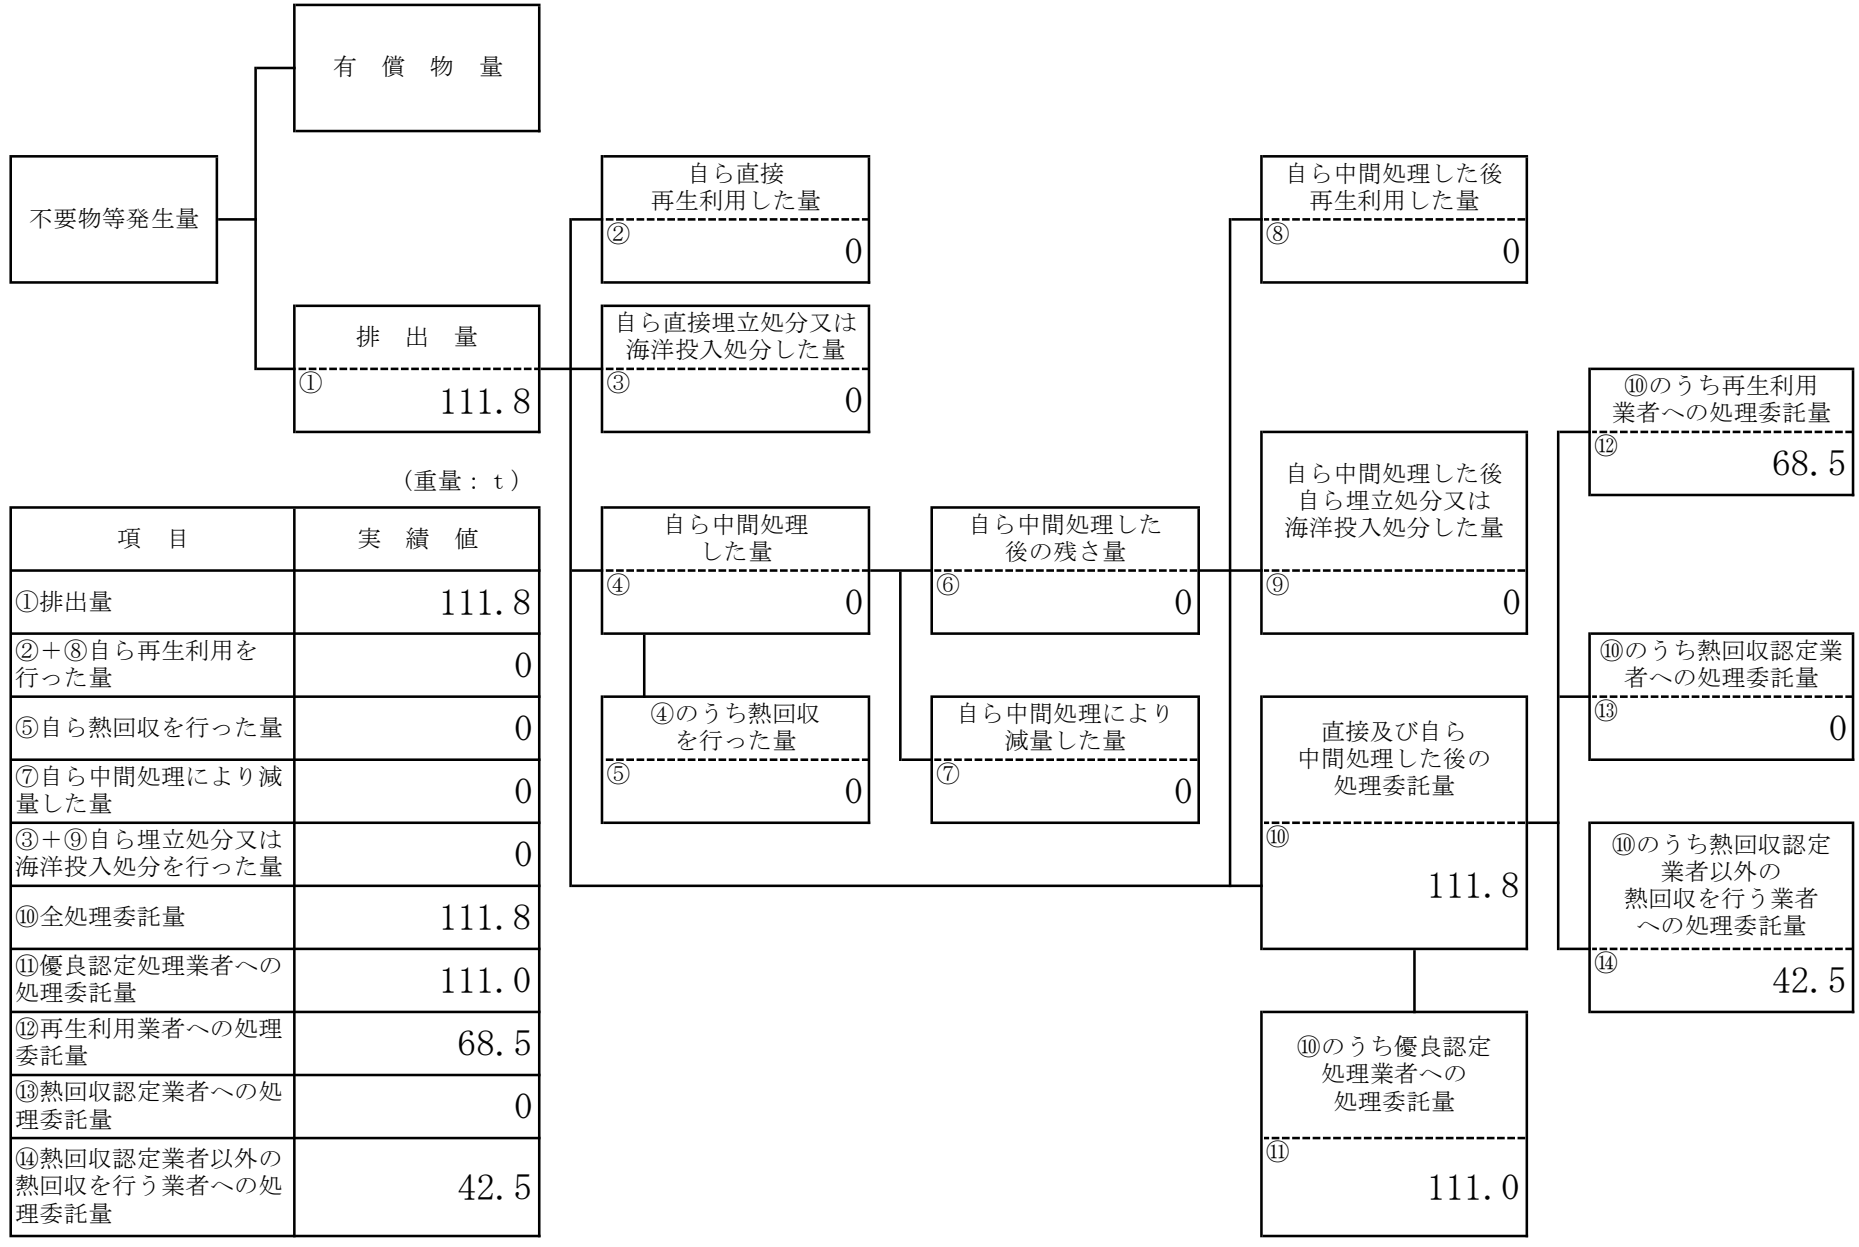 有　償　物　量
不要物等発生量
排　出　量
①
111.8
自ら直接
再生利用した量
②
0
自ら直接埋立処分又は
海洋投入処分した量
③
0
自ら中間処理
した量
④
0
④のうち熱回収
を行った量
⑤
0
自ら中間処理した
後の残さ量
⑥
0
自ら中間処理により
減量した量
⑦
0
自ら中間処理した後
再生利用した量
⑧
0
自ら中間処理した後
自ら埋立処分又は
海洋投入処分した量
⑨
0
直接及び自ら
中間処理した後の
処理委託量
⑩
111.8
⑩のうち優良認定
処理業者への
処理委託量
⑪
111.0
⑩のうち再生利用
業者への処理委託量
⑫
68.5
⑩のうち熱回収認定業
者への処理委託量
⑬
0
⑩のうち熱回収認定
業者以外の
熱回収を行う業者
への処理委託量
⑭
42.5
（重量：ｔ）
項　目　実　績　値
①排出量　111.8
②＋⑧自ら再生利用を
行った量　0
⑤自ら熱回収を行った量　0
⑦自ら中間処理により減
量した量　0
③＋⑨自ら埋立処分又は
海洋投入処分を行った量　0
⑩全処理委託量　111.8
⑪優良認定処理業者への
処理委託量　111.0
⑫再生利用業者への処理
委託量　68.5
⑬熱回収認定業者への処
理委託量　0
⑭熱回収認定業者以外の
熱回収を行う業者への処　42.5
理委託量